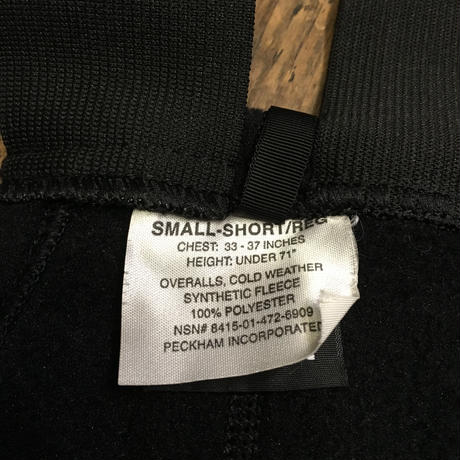 SMALL-SHORT/REG
CHEST: 33 - 37 INCHES
HEIGHT: UNDER 71"
OVERALLS, COLD WEATHER
SYNTHETIC FLEECE
100% POLYESTER
NSN# 8415-01-472-6909
PECKHAM INCORPORATED